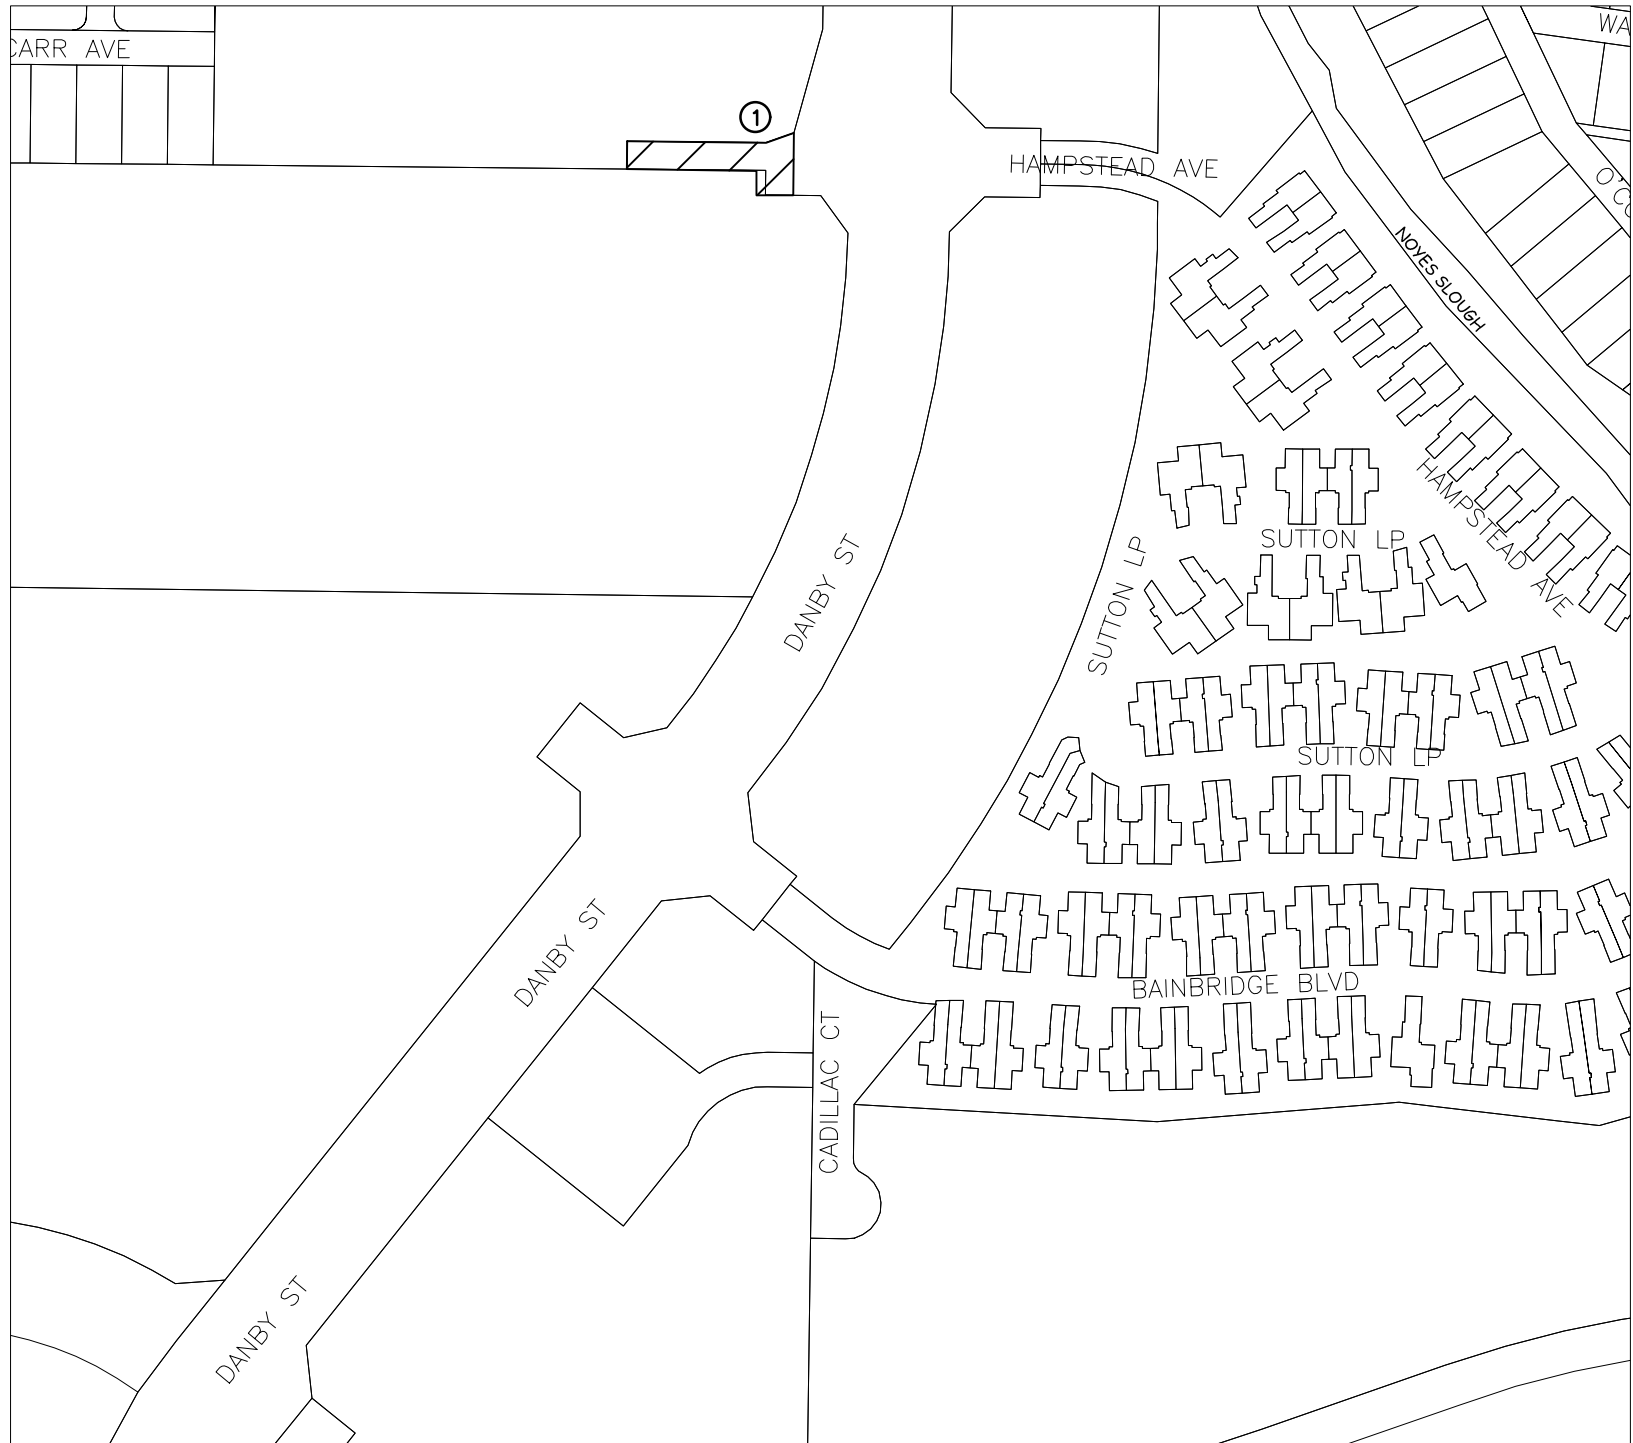 WA
CARR AVE
1
HAMPSTEAD AVE
NOYES SLOUGH
HAMPSTEAD AVE
SUTTON LP
DANBY ST
SUTTON LP
SUTTON LP
DANBY ST
BAINBRIDGE BLVD
CADILLAC CT
DANBY ST